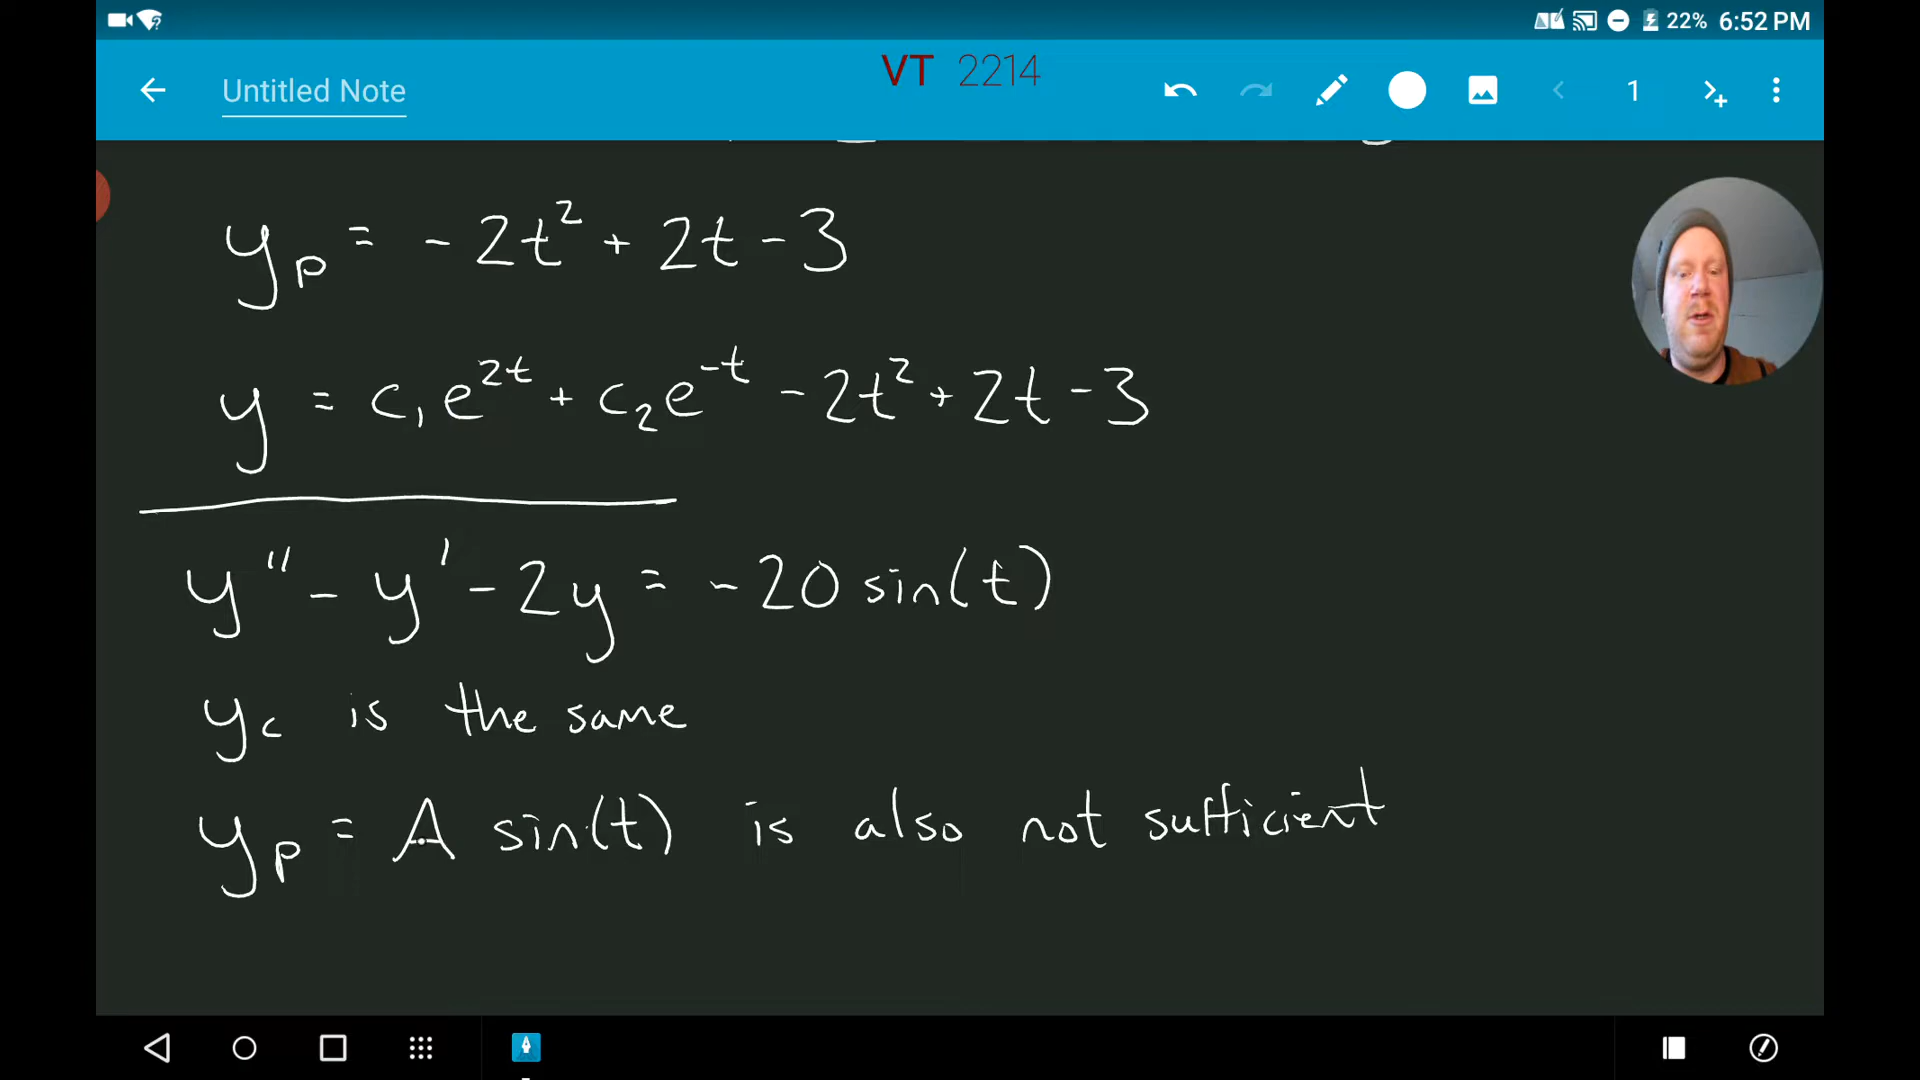 22% 6:52 PM
VT 2214
Untitled Note
1
yp = -2t² + 2t - 3
y = c₁e^{2t} + c₂e^{-t} - 2t² + 2t - 3
y'' - y' - 2y = -20 sin(t)
yc is the same
yp = A sin(t) is also not sufficient